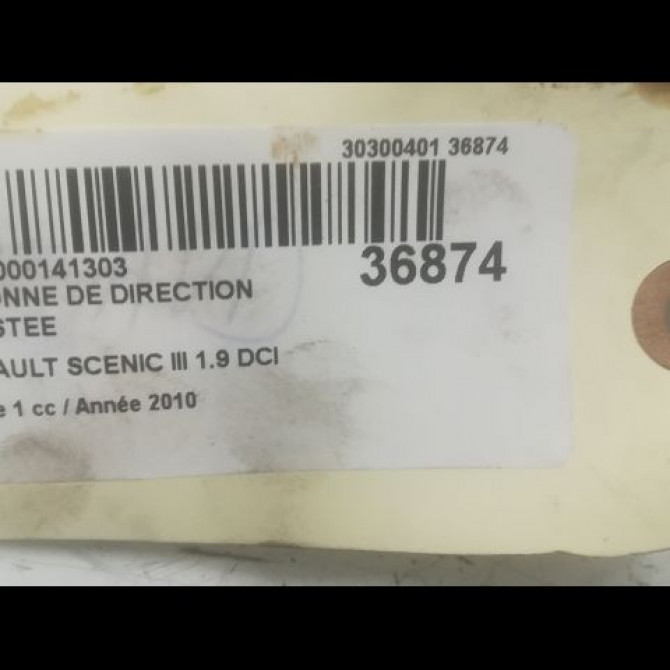 30300401 36874
000141303
36874
ONNE DE DIRECTION
STEE
AULT SCENIC III 1.9 DCI
e 1 cc / Année 2010